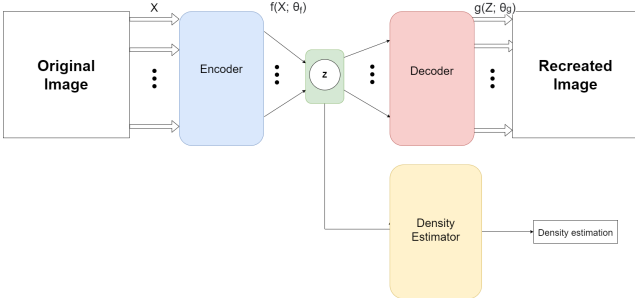 X
f(X; θf)
g(Z; θg)
Original
Image
Encoder
z
Decoder
Recreated
Image
Density
Estimator
Density estimation